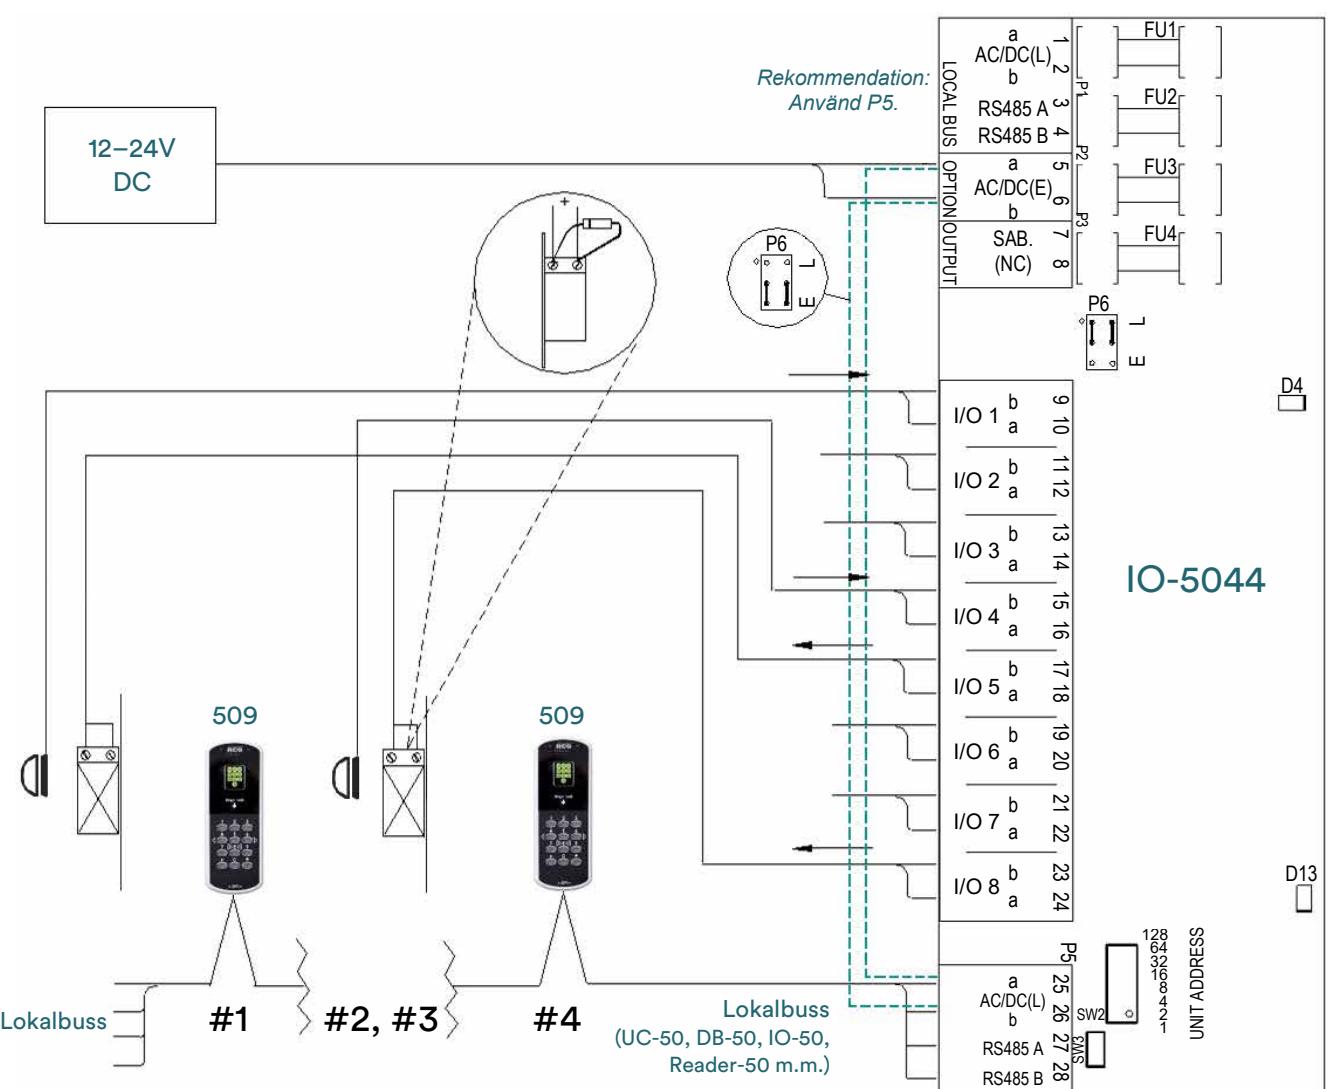 Rekommendation:
Använd P5.
12–24V
DC
+
P6
L
E
LOCAL BUS
OPTION
OUTPUT
a
AC/DC(L)
b
RS485 A
RS485 B
a
AC/DC(E)
b
SAB.
(NC)
1
2
3
4
5
6
7
8
P1
P2
P3
FU1
FU2
FU3
FU4
P6
L
E
D4
I/O 1 b a 9 10
I/O 2 b a 11 12
I/O 3 b a 13 14
I/O 4 b a 15 16
I/O 5 b a 17 18
I/O 6 b a 19 20
I/O 7 b a 21 22
I/O 8 b a 23 24
IO-5044
D13
509
509
Lokalbuss
#1
#2, #3
#4
Lokalbuss
(UC-50, DB-50, IO-50,
Reader-50 m.m.)
P5
a
AC/DC(L)
b
RS485 A
RS485 B
25
26
27
28
SW2
SW3
128
64
32
16
8
4
2
1
UNIT ADDRESS